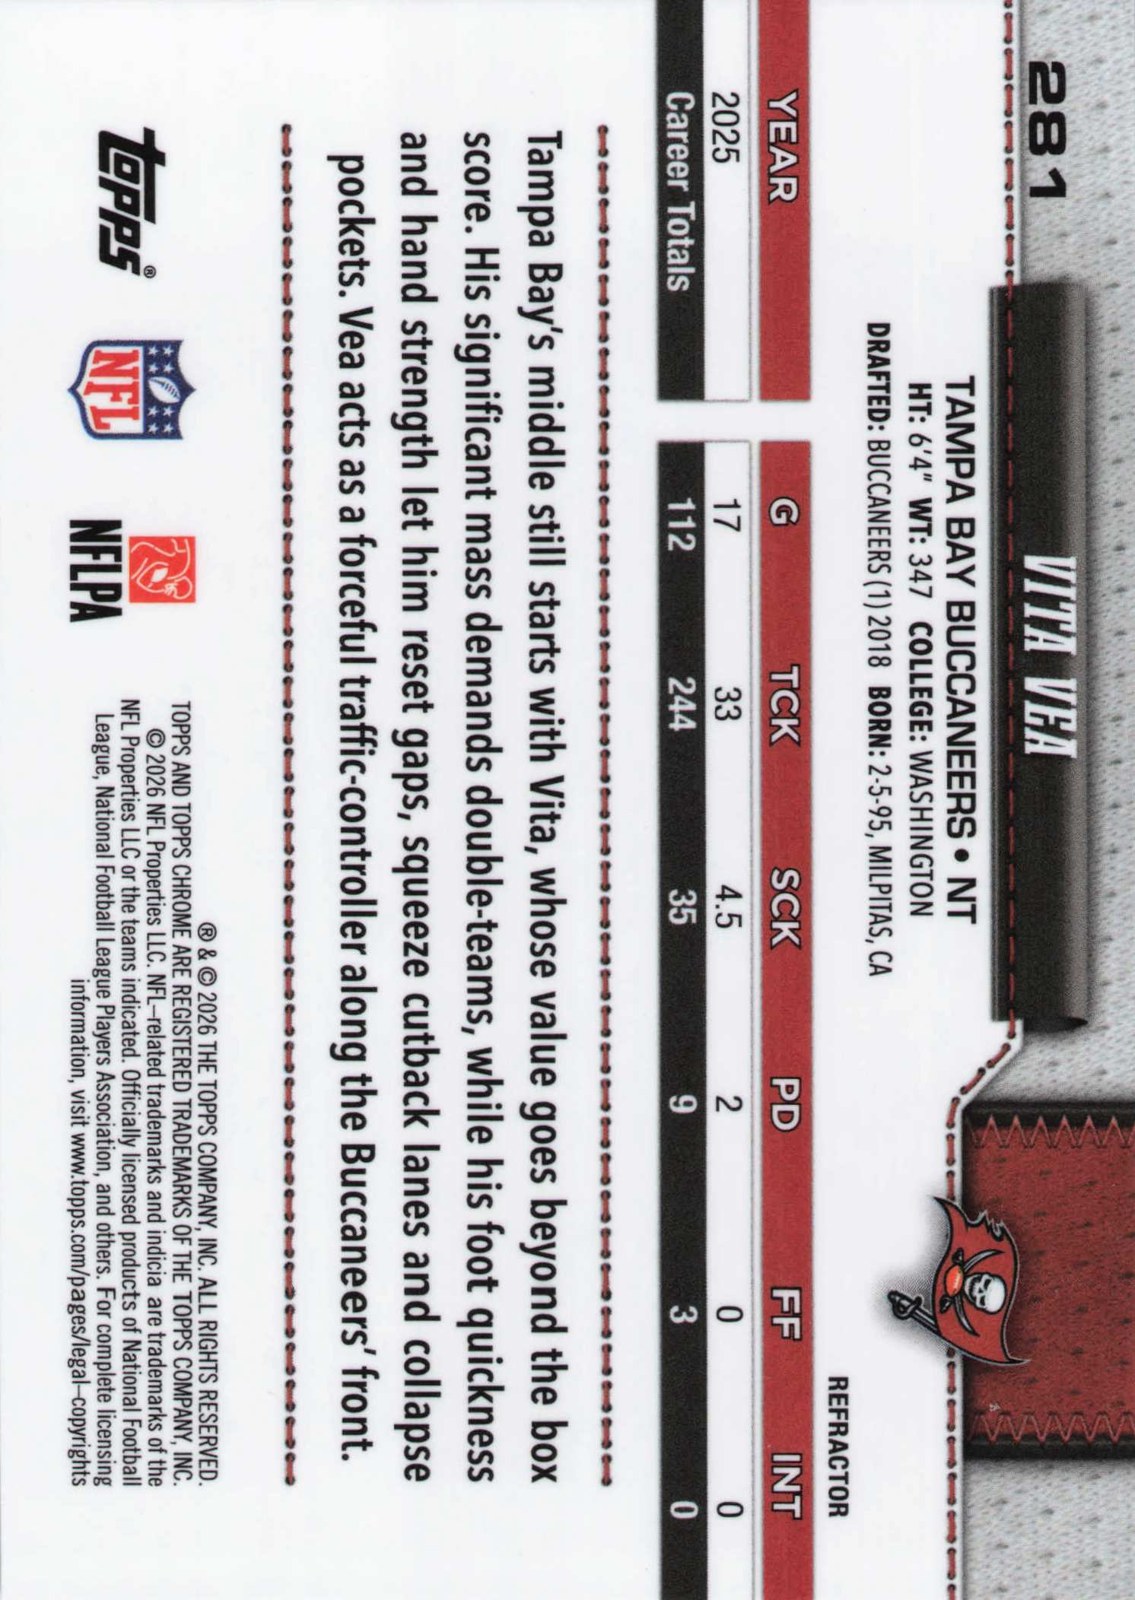 281
VITA VEA
TAMPA BAY BUCCANEERS • NT
HT: 6'4" WT: 347 COLLEGE: WASHINGTON
DRAFTED: BUCCANEERS (1) 2018 BORN: 2-5-95, MILPITAS, CA
REFRACTOR
YEAR G TCK SCK PD FF INT
2025 17 33 4.5 2 0 0
Career Totals 112 244 35 9 3 0
Tampa Bay's middle still starts with Vita, whose value goes beyond the box
score. His significant mass demands double-teams, while his foot quickness
and hand strength let him reset gaps, squeeze cutback lanes and collapse
pockets. Vea acts as a forceful traffic-controller along the Buccaneers' front.
topps®
NFL
NFLPA
® & © 2026 THE TOPPS COMPANY, INC. ALL RIGHTS RESERVED.
TOPPS AND TOPPS CHROME ARE REGISTERED TRADEMARKS OF THE TOPPS COMPANY, INC.
© 2026 NFL Properties LLC. NFL-related trademarks and indicia are trademarks of the
NFL Properties LLC or the teams indicated. Officially licensed products of National Football
League, National Football League Players Association, and others. For complete licensing
information, visit www.topps.com/pages/legal-copyrights